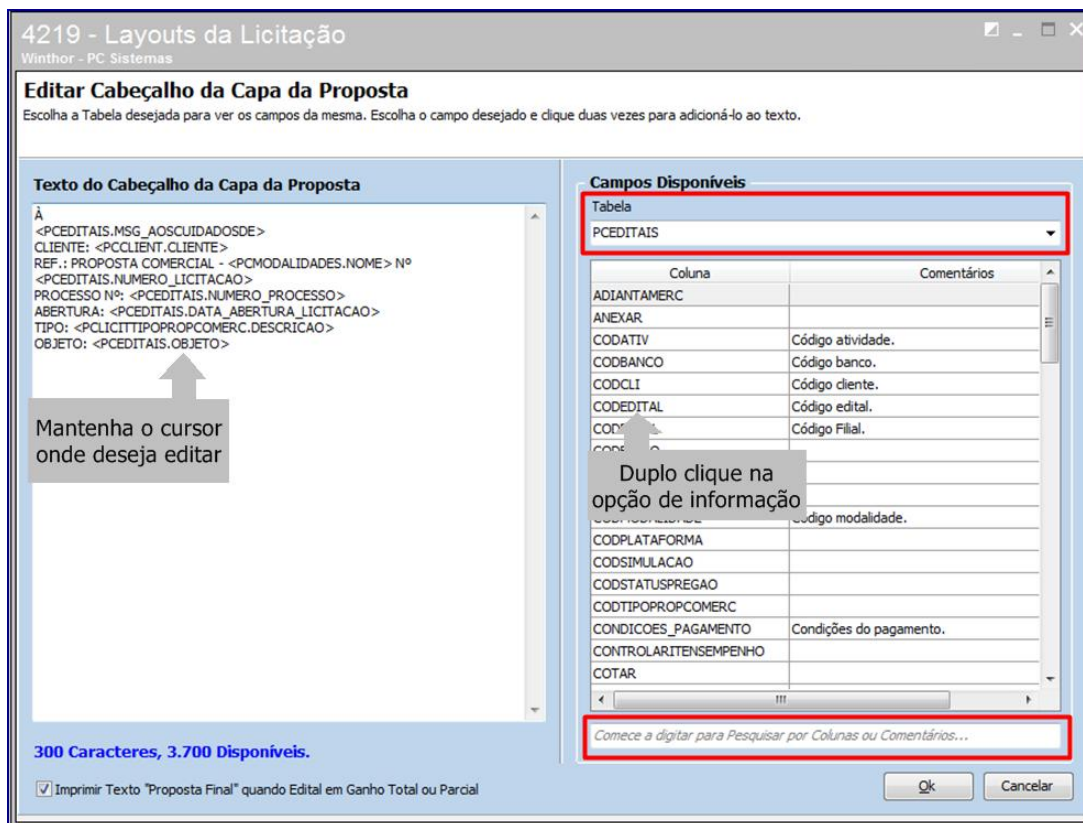 4219 - Layouts da Licitação
Winthor - PC Sistemas
Editar Cabeçalho da Capa da Proposta
Escolha a Tabela desejada para ver os campos da mesma. Escolha o campo desejado e clique duas vezes para adicioná-lo ao texto.
Texto do Cabeçalho da Capa da Proposta
À
<PCEDITAIS.MSG_AOSCUIDADOSDE>
CLIENTE: <PCCLIENT.CLIENTE>
REF.: PROPOSTA COMERCIAL - <PCMODALIDADES.NOME> Nº
<PCEDITAIS.NUMERO_LICITACAO>
PROCESSO Nº: <PCEDITAIS.NUMERO_PROCESSO>
ABERTURA: <PCEDITAIS.DATA_ABERTURA_LICITACAO>
TIPO: <PCLICITTIPOPROPCOMERC.DESCRICAO>
OBJETO: <PCEDITAIS.OBJETO>
Mantenha o cursor
onde deseja editar
300 Caracteres, 3.700 Disponíveis.
Imprimir Texto "Proposta Final" quando Edital em Ganho Total ou Parcial
Campos Disponíveis
Tabela
PCEDITAIS
Coluna Comentários
ADIANTAMERC
ANEXAR
CODATIV Código atividade.
CODBANCO Código banco.
CODCLI Código cliente.
CODEDITAL Código edital.
Código Filial.
Duplo clique na
opção de informação
CODMODALIDADE Código modalidade.
CODPLATAFORMA
CODSIMULACAO
CODSTATUSPREGAO
CODTIPOPROPCOMERC
CONDICOES_PAGAMENTO Condições do pagamento.
CONTROLARITENSEMPENHO
COTAR
Comece a digitar para Pesquisar por Colunas ou Comentários...
Ok Cancelar